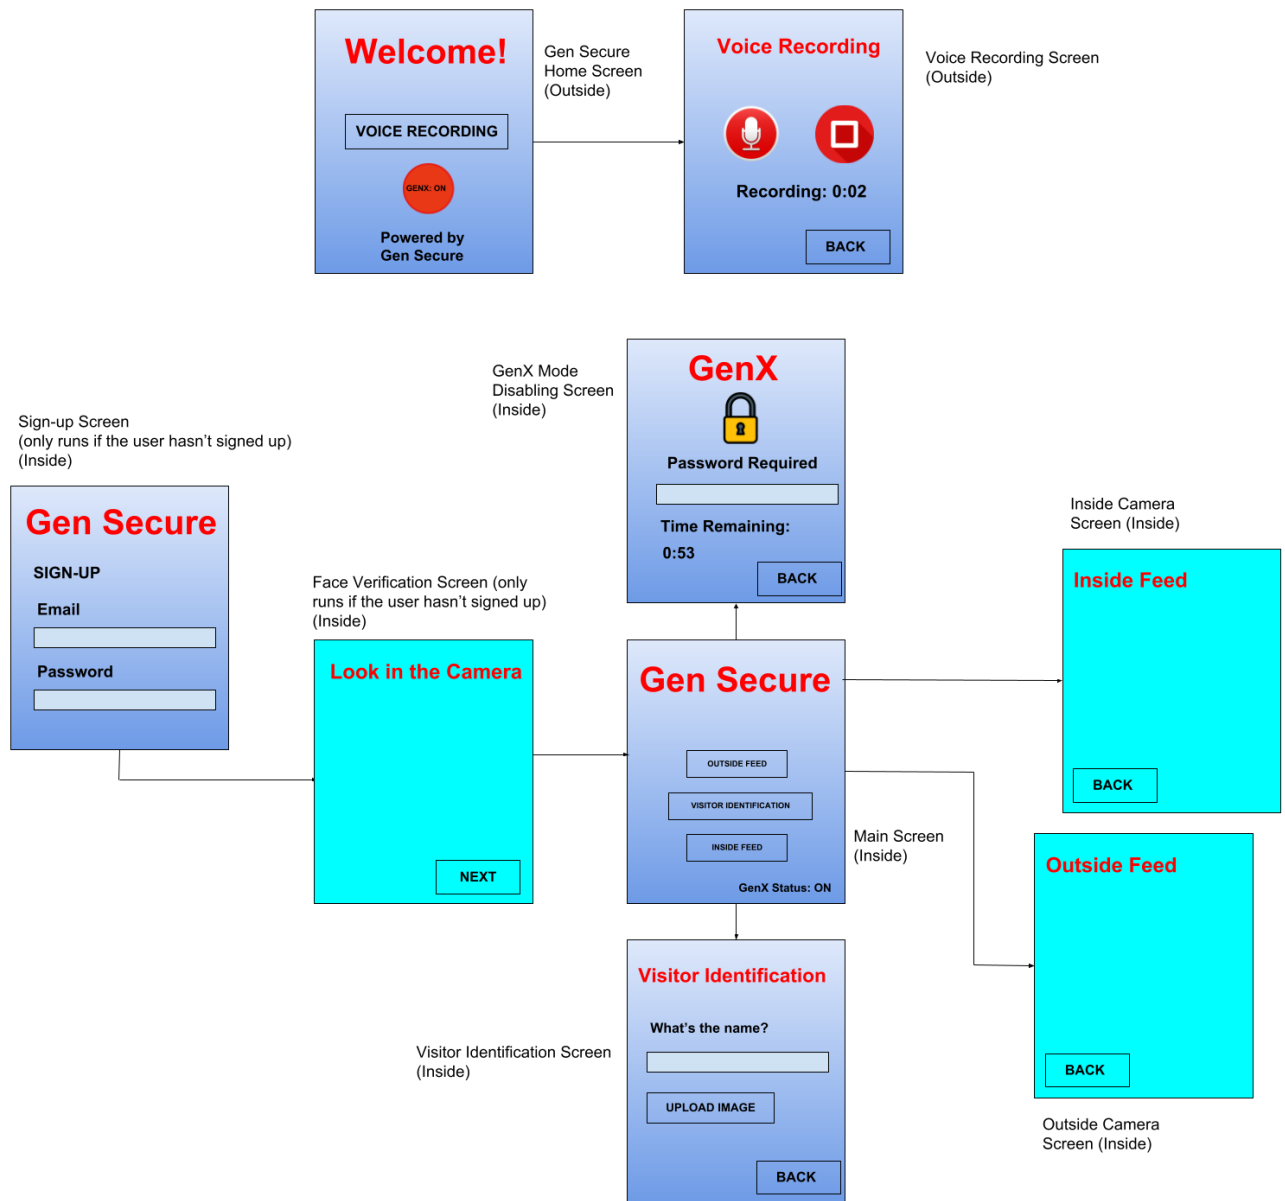 Welcome!
VOICE RECORDING
GENX: ON
Powered by
Gen Secure
Gen Secure
Home Screen
(Outside)
Voice Recording
Recording: 0:02
BACK
Voice Recording Screen
(Outside)
GenX Mode
Disabling Screen
(Inside)
GenX
Password Required
Time Remaining:
0:53
BACK
Sign-up Screen
(only runs if the user hasn’t signed up)
(Inside)
Gen Secure
SIGN-UP
Email
Password
Face Verification Screen (only
runs if the user hasn’t signed up)
(Inside)
Look in the Camera
NEXT
Gen Secure
OUTSIDE FEED
VISITOR IDENTIFICATION
INSIDE FEED
GenX Status: ON
Main Screen
(Inside)
Inside Camera
Screen (Inside)
Inside Feed
BACK
Outside Feed
BACK
Outside Camera
Screen (Inside)
Visitor Identification Screen
(Inside)
Visitor Identification
What’s the name?
UPLOAD IMAGE
BACK